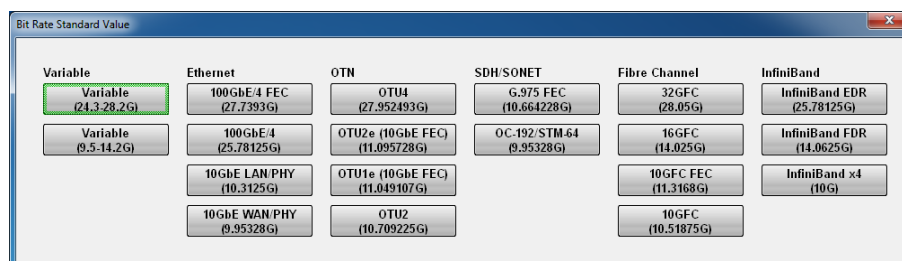 Bit Rate Standard Value
Variable
Ethernet
OTN
SDH/SONET
Fibre Channel
InfiniBand
Variable
(24.3-28.2G)
100GbE/4 FEC
(27.7393G)
OTU4
(27.952493G)
G.975 FEC
(10.664228G)
32GFC
(28.05G)
InfiniBand EDR
(25.78125G)
Variable
(9.5-14.2G)
100GbE/4
(25.78125G)
OTU2e (10GbE FEC)
(11.095728G)
OC-192/STM-64
(9.95328G)
16GFC
(14.025G)
InfiniBand FDR
(14.0625G)
10GbE LAN/PHY
(10.3125G)
OTU1e (10GbE FEC)
(11.049107G)
10GFC FEC
(11.3168G)
InfiniBand x4
(10G)
10GbE WAN/PHY
(9.95328G)
OTU2
(10.709225G)
10GFC
(10.51875G)